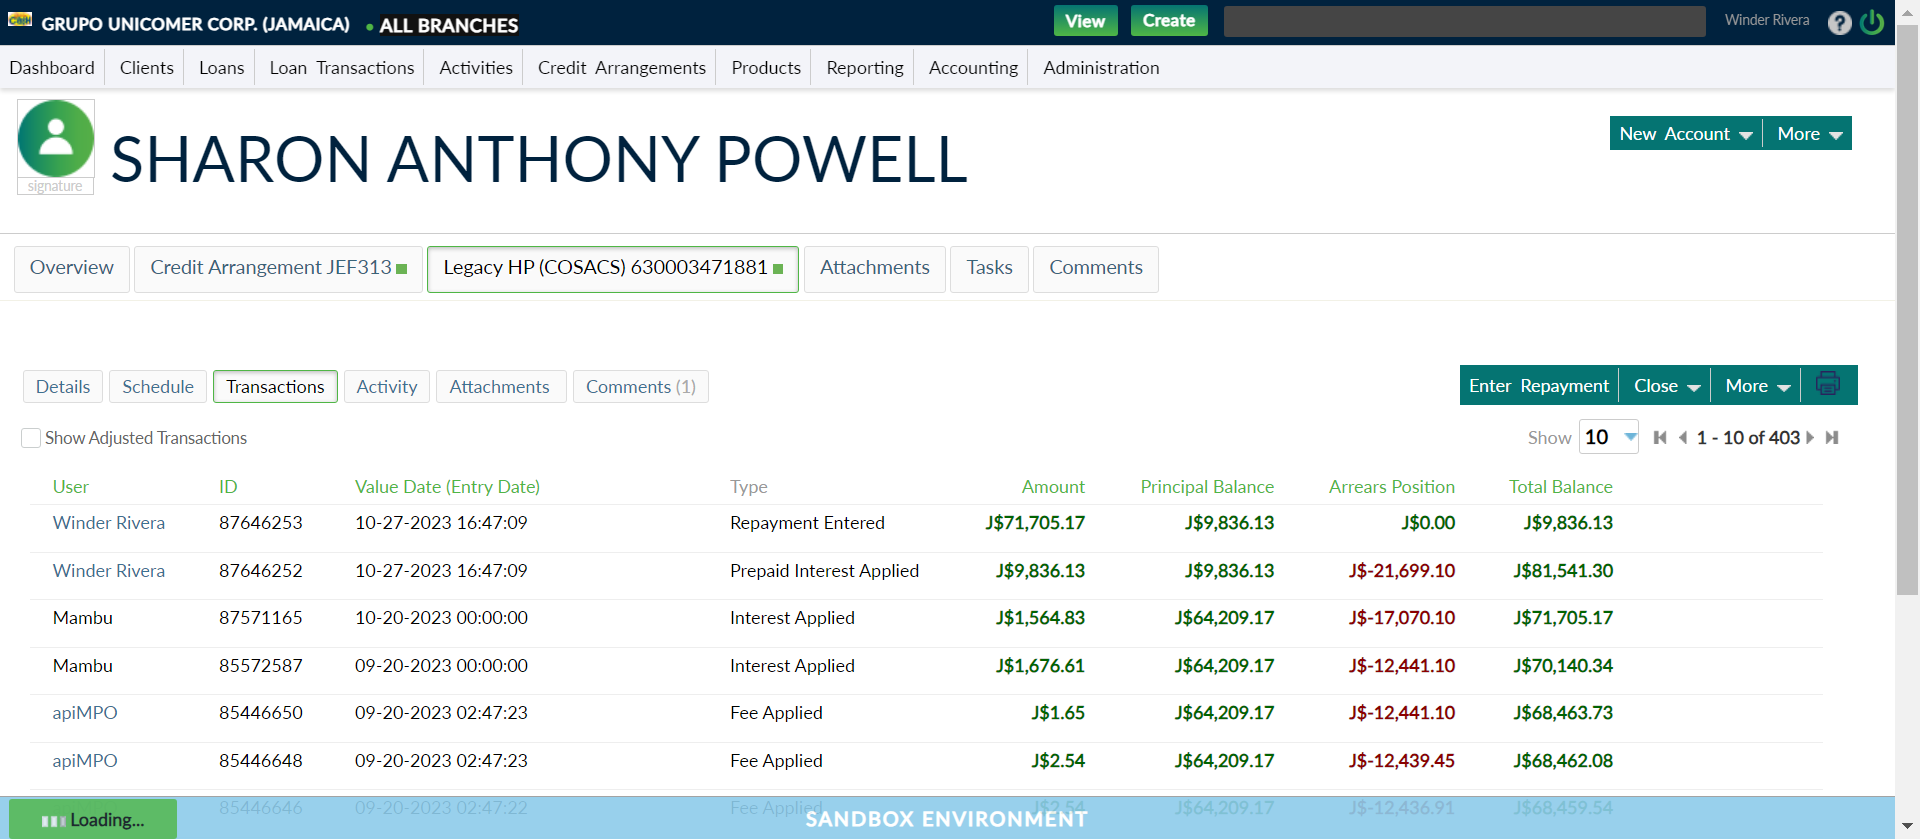 CASH GRUPO UNICOMER CORP. (JAMAICA) • ALL BRANCHES View Create Winder Rivera ?
Dashboard Clients Loans Loan Transactions Activities Credit Arrangements Products Reporting Accounting Administration
SHARON ANTHONY POWELL
signature
New Account More
Overview Credit Arrangement JEF313 Legacy HP (COSACS) 630003471881 Attachments Tasks Comments
Details Schedule Transactions Activity Attachments Comments (1) Enter Repayment Close More
Show Adjusted Transactions Show 10 1 - 10 of 403
User ID Value Date (Entry Date) Type Amount Principal Balance Arrears Position Total Balance
Winder Rivera 87646253 10-27-2023 16:47:09 Repayment Entered J$71,705.17 J$9,836.13 J$0.00 J$9,836.13
Winder Rivera 87646252 10-27-2023 16:47:09 Prepaid Interest Applied J$9,836.13 J$9,836.13 J$-21,699.10 J$81,541.30
Mambu 87571165 10-20-2023 00:00:00 Interest Applied J$1,564.83 J$64,209.17 J$-17,070.10 J$71,705.17
Mambu 85572587 09-20-2023 00:00:00 Interest Applied J$1,676.61 J$64,209.17 J$-12,441.10 J$70,140.34
apiMPO 85446650 09-20-2023 02:47:23 Fee Applied J$1.65 J$64,209.17 J$-12,441.10 J$68,463.73
apiMPO 85446648 09-20-2023 02:47:23 Fee Applied J$2.54 J$64,209.17 J$-12,439.45 J$68,462.08
85446646 09-20-2023 02:47:22 Fee Applied J$2.54 J$64,209.17 J$-12,436.91 J$68,459.54
Loading... SANDBOX ENVIRONMENT